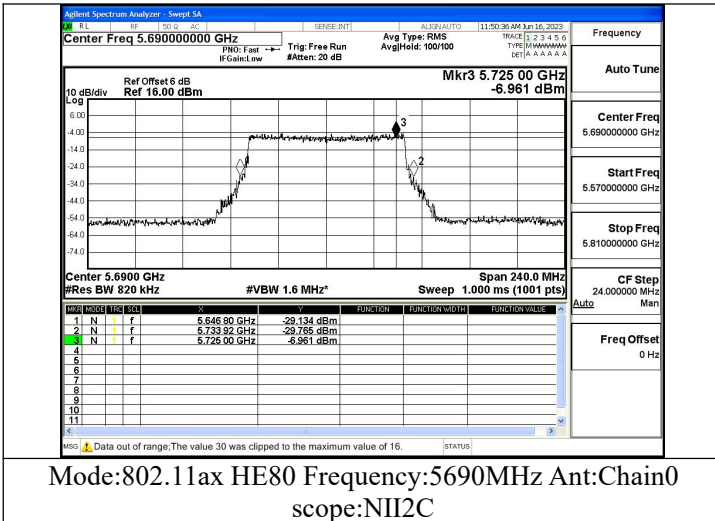 Agilent Spectrum Analyzer - Swept SA
RL RF 50 Ω AC SENSE:INT ALIGN AUTO 11:50:36 AM Jun 16, 2023
Center Freq 5.690000000 GHz
PNO: Fast
IFGain:Low
Trig: Free Run
#Atten: 20 dB
Avg Type: RMS
Avg|Hold: 100/100
TRACE 1 2 3 4 5 6
TYPE M WWWWW
DET A A A A A A
Frequency
Auto Tune
Center Freq
5.690000000 GHz
Start Freq
5.570000000 GHz
Stop Freq
5.810000000 GHz
CF Step
24.000000 MHz
Auto Man
Freq Offset
0 Hz
Mkr3 5.725 00 GHz
-6.961 dBm
Ref Offset 6 dB
10 dB/div Ref 16.00 dBm
Log
6.00
-4.00
-14.0
-24.0
-34.0
-44.0
-54.0
-64.0
-74.0
3
2
Center 5.6900 GHz Span 240.0 MHz
#Res BW 820 kHz #VBW 1.6 MHz* Sweep 1.000 ms (1001 pts)
MKR MODE TRC SCL X Y FUNCTION FUNCTION WIDTH FUNCTION VALUE
1 N 1 f 5.646 80 GHz -29.134 dBm
2 N 1 f 5.733 92 GHz -29.765 dBm
3 N 1 f 5.725 00 GHz -6.961 dBm
4
5
6
7
8
9
10
11
MSG Data out of range;The value 30 was clipped to the maximum value of 16. STATUS
Mode:802.11ax HE80 Frequency:5690MHz Ant:Chain0
scope:NII2C